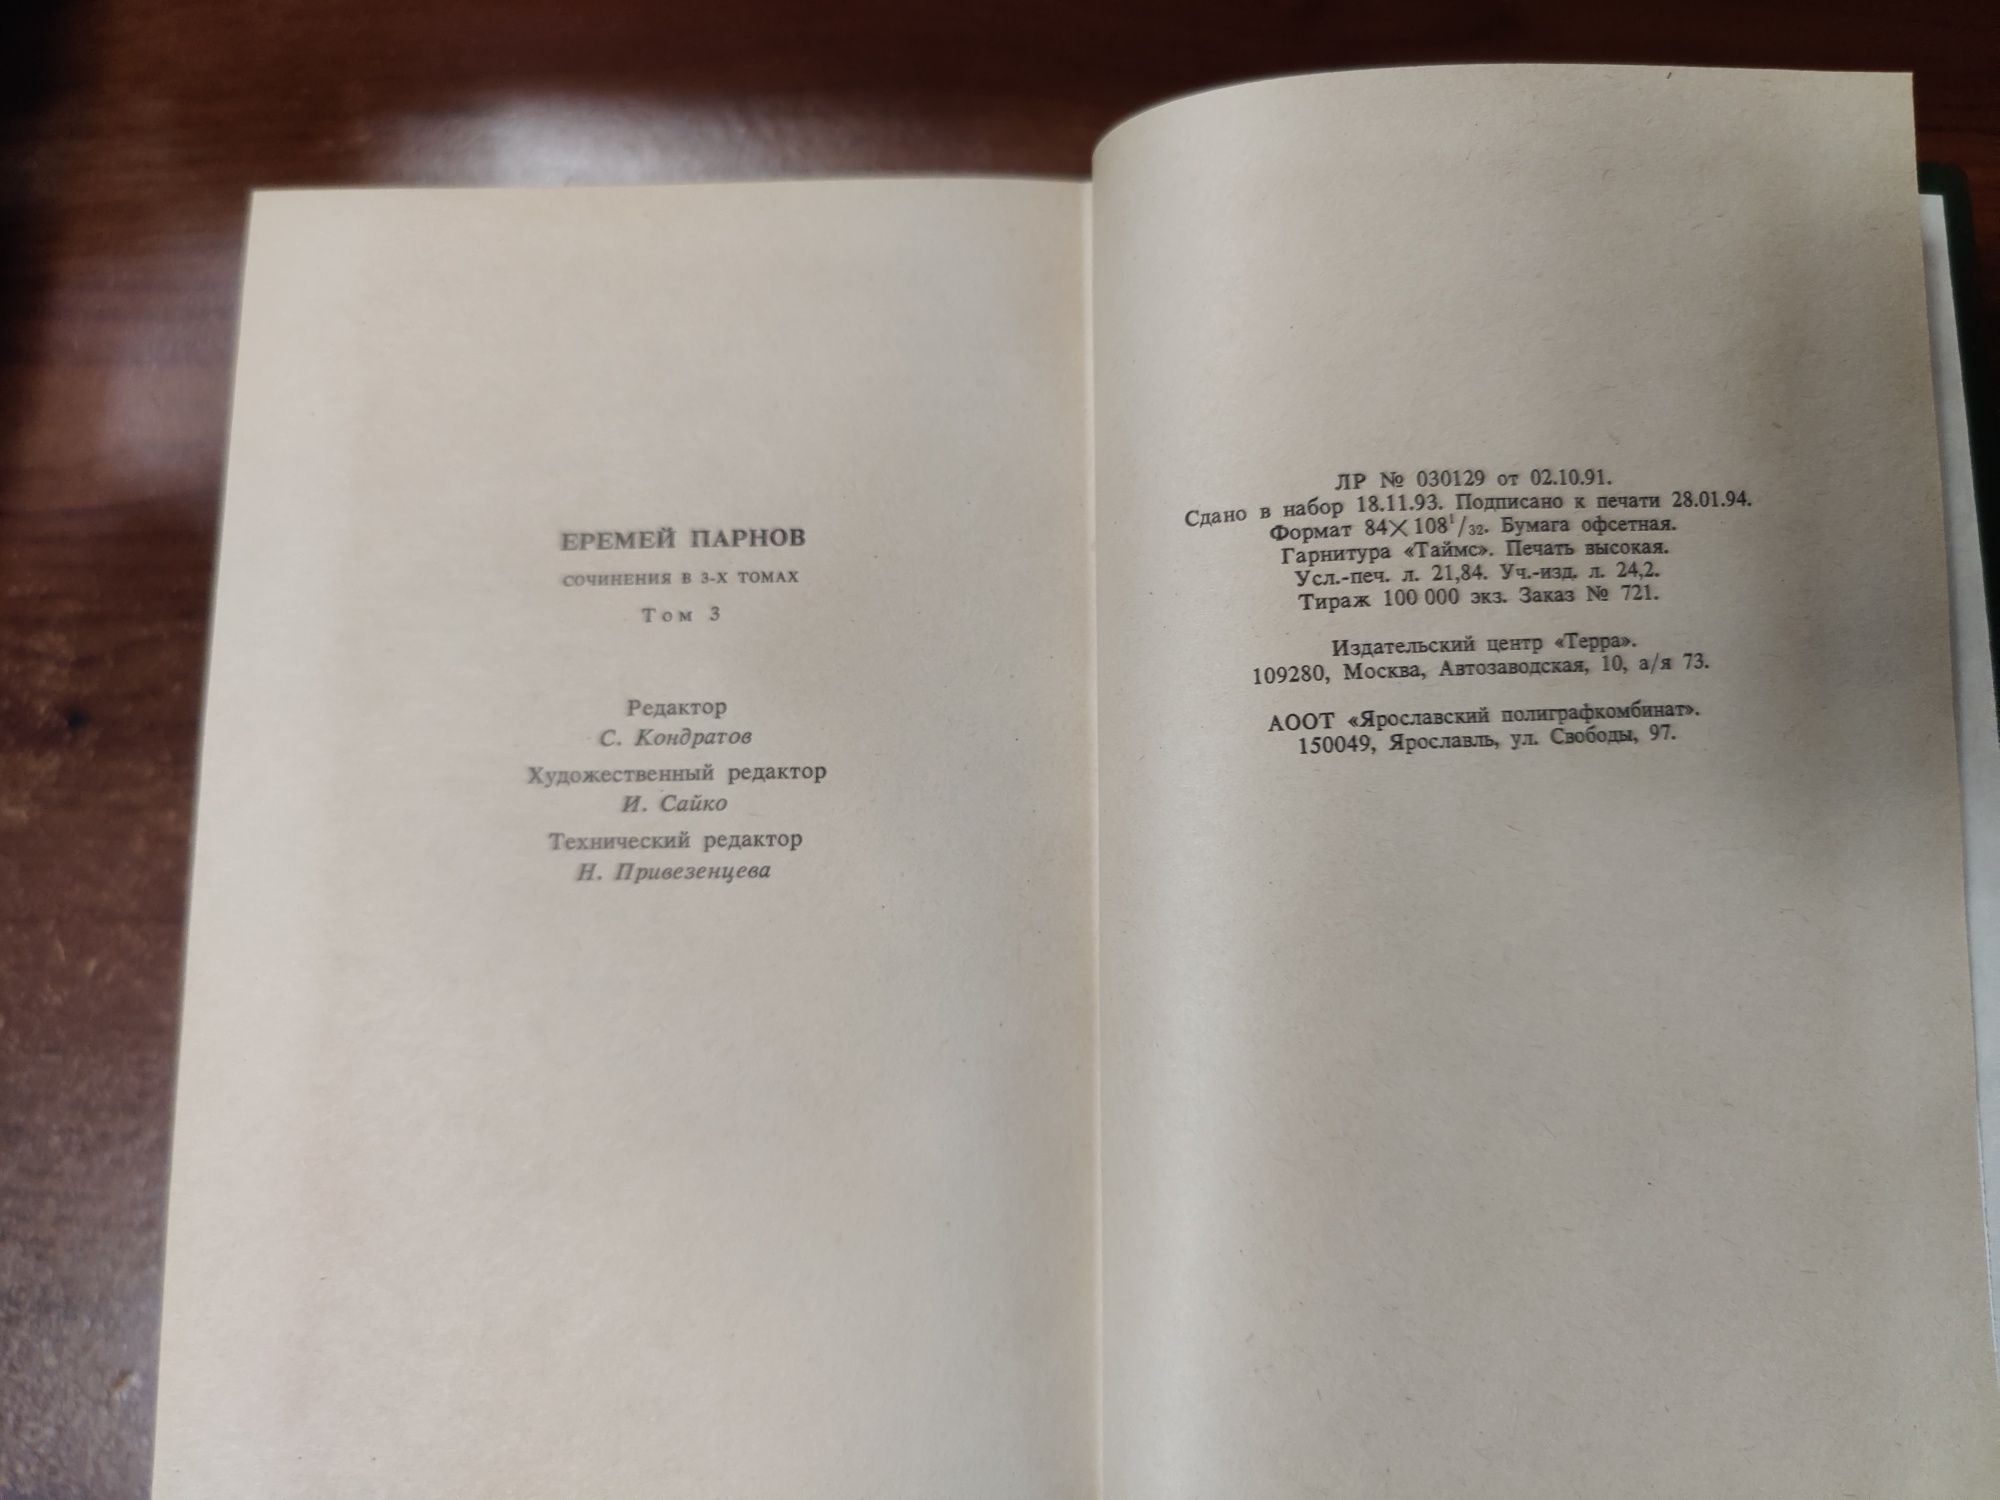 ЕРЕМЕЙ ПАРНОВ
СОЧИНЕНИЯ В 3-Х ТОМАХ
Том 3
Редактор
С. Кондратов
Художественный редактор
И. Сайко
Технический редактор
Н. Привезенцева
ЛР № 030129 от 02.10.91.
Сдано в набор 18.11.93. Подписано к печати 28.01.94.
Формат 84×108¹/₃₂. Бумага офсетная.
Гарнитура «Таймс». Печать высокая.
Усл.-печ. л. 21,84. Уч.-изд. л. 24,2.
Тираж 100 000 экз. Заказ № 721.
Издательский центр «Терра».
109280, Москва, Автозаводская, 10, а/я 73.
АООТ «Ярославский полиграфкомбинат».
150049, Ярославль, ул. Свободы, 97.